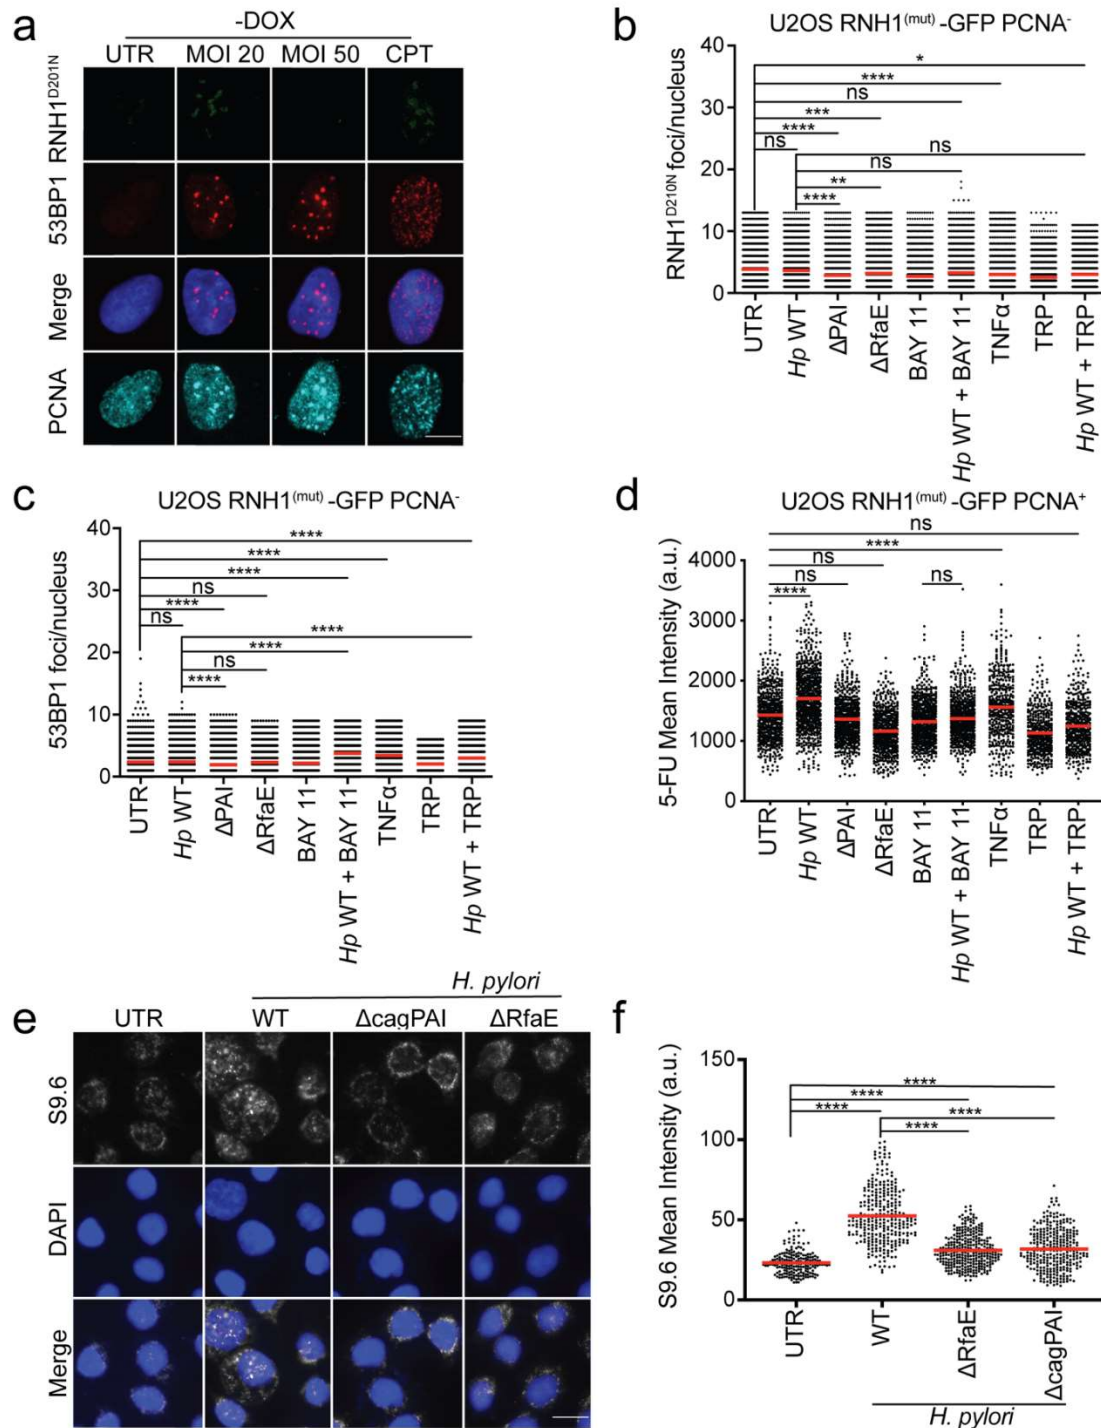 a
-DOX
UTR MOI 20 MOI 50 CPT
RNH1^D201N
53BP1
Merge
PCNA
b
U2OS RNH1^(mut) -GFP PCNA^-
*
****
ns
***
****
ns
ns
ns
**
****
RNH1^D210N foci/nucleus
40
30
20
10
0
UTR
Hp WT
ΔPAI
ΔRfaE
BAY 11
Hp WT + BAY 11
TNFα
TRP
Hp WT + TRP
c
U2OS RNH1^(mut) -GFP PCNA^-
****
****
****
ns
****
ns
****
****
ns
****
53BP1 foci/nucleus
40
30
20
10
0
UTR
Hp WT
ΔPAI
ΔRfaE
BAY 11
Hp WT + BAY 11
TNFα
TRP
Hp WT + TRP
d
U2OS RNH1^(mut) -GFP PCNA^+
ns
****
ns
ns
ns
****
5-FU Mean Intensity (a.u.)
4000
3000
2000
1000
0
UTR
Hp WT
ΔPAI
ΔRfaE
BAY 11
Hp WT + BAY 11
TNFα
TRP
Hp WT + TRP
e
H. pylori
UTR WT ΔcagPAI ΔRfaE
S9.6
DAPI
Merge
f
****
****
****
****
****
S9.6 Mean Intensity (a.u.)
150
100
50
0
UTR
WT
ΔRfaE
ΔcagPAI
H. pylori